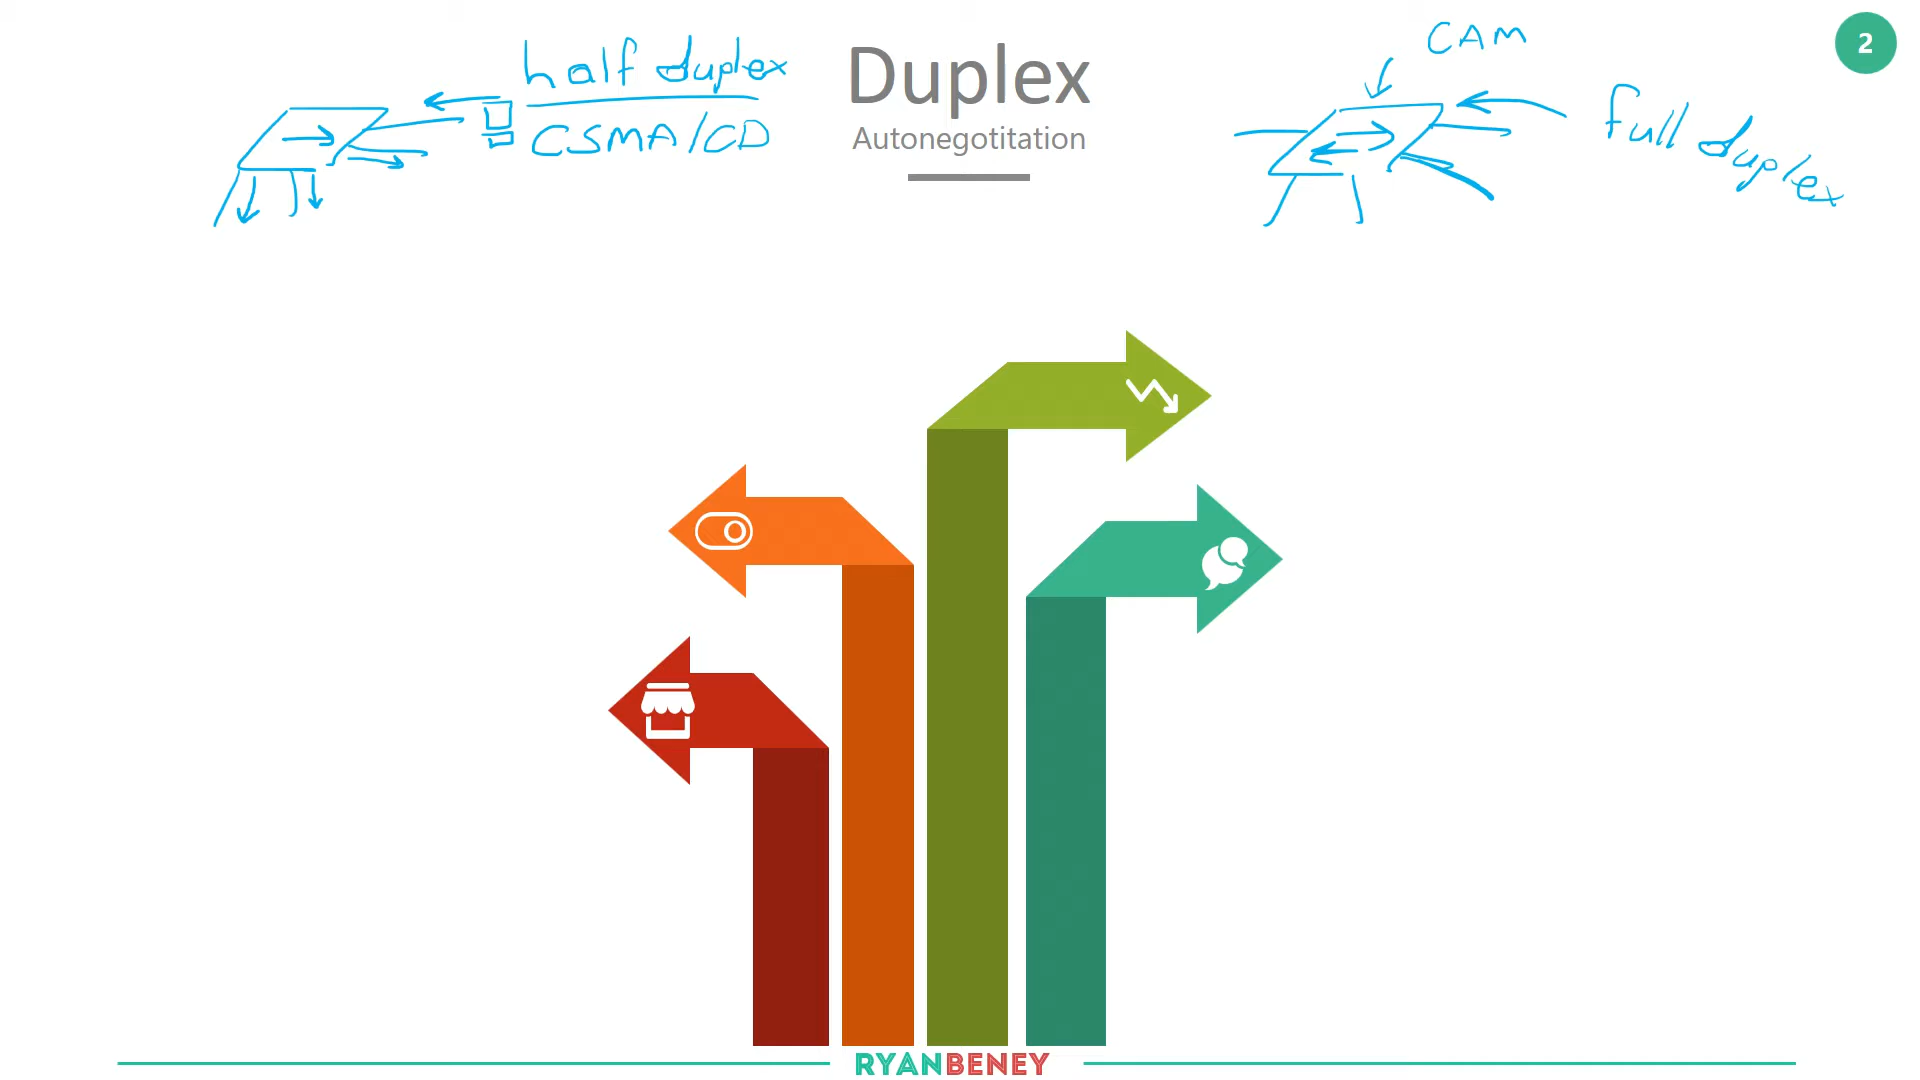 half duplex
CSMA/CD
Duplex
Autonegotitation
CAM
full duplex
2
RYANBENEY